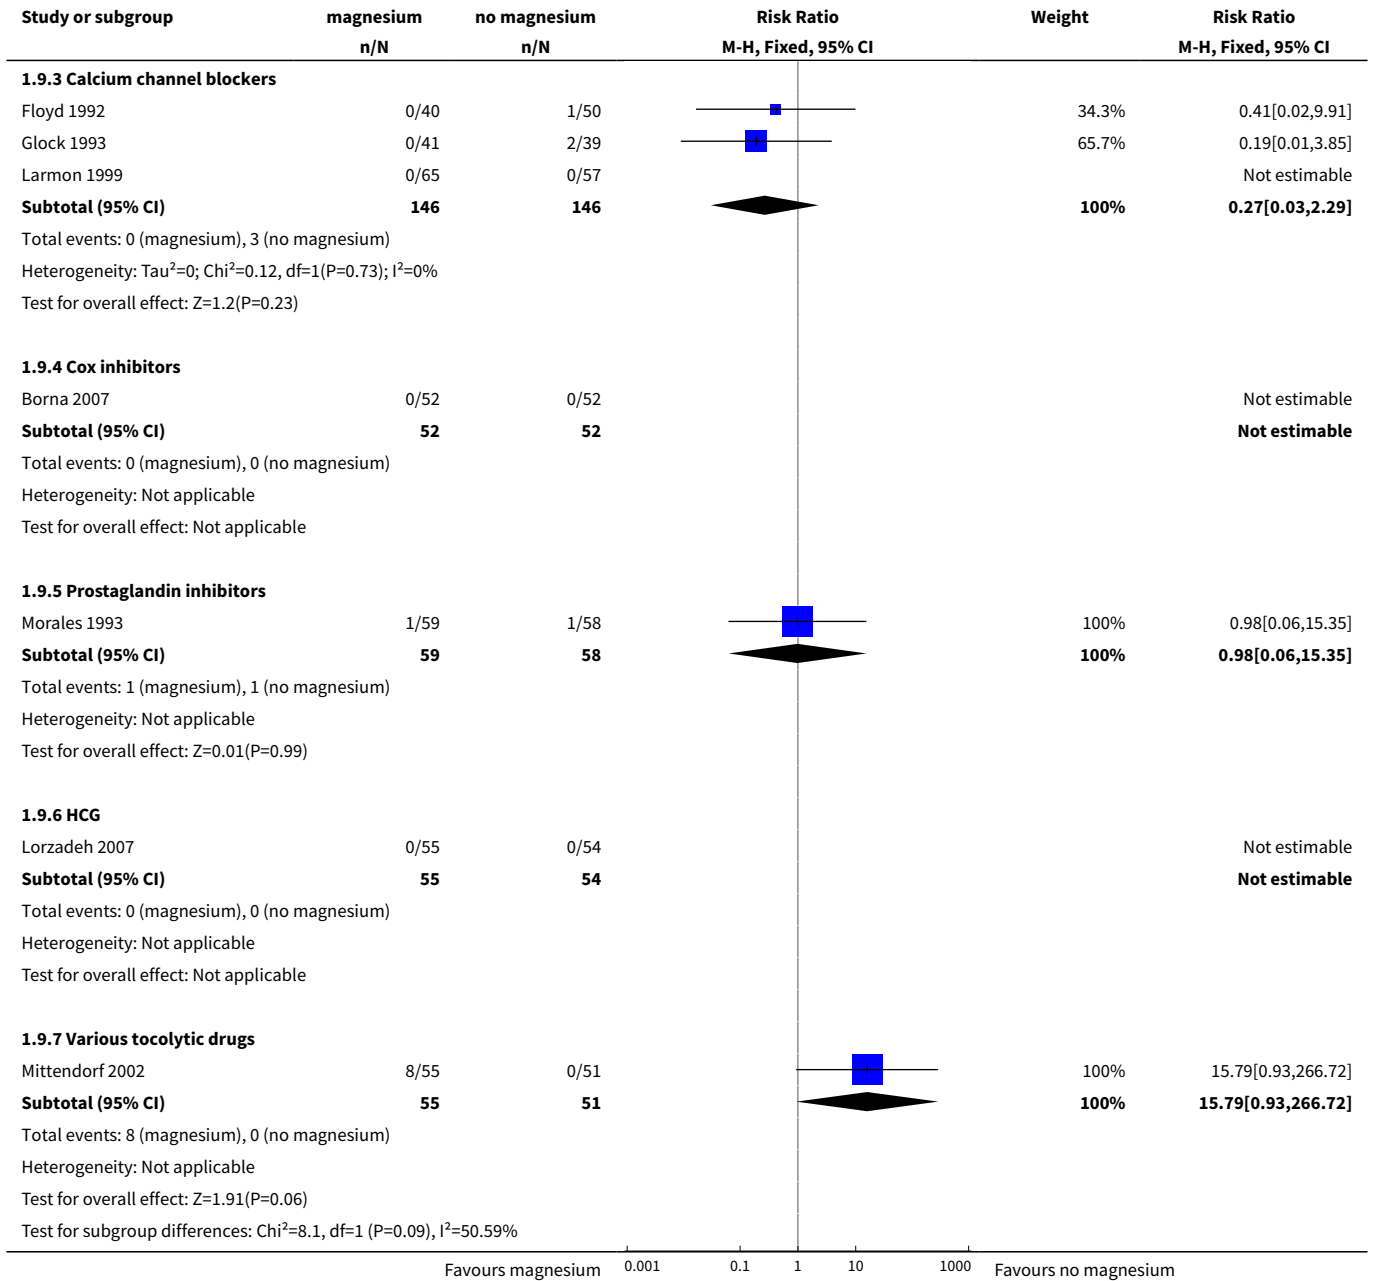 Study or subgroup magnesium no magnesium Risk Ratio Weight Risk Ratio
n/N n/N M-H, Fixed, 95% CI M-H, Fixed, 95% CI
1.9.3 Calcium channel blockers
Floyd 1992 0/40 1/50 34.3% 0.41[0.02,9.91]
Glock 1993 0/41 2/39 65.7% 0.19[0.01,3.85]
Larmon 1999 0/65 0/57 Not estimable
Subtotal (95% CI) 146 146 100% 0.27[0.03,2.29]
Total events: 0 (magnesium), 3 (no magnesium)
Heterogeneity: Tau²=0; Chi²=0.12, df=1(P=0.73); I²=0%
Test for overall effect: Z=1.2(P=0.23)
1.9.4 Cox inhibitors
Borna 2007 0/52 0/52 Not estimable
Subtotal (95% CI) 52 52 Not estimable
Total events: 0 (magnesium), 0 (no magnesium)
Heterogeneity: Not applicable
Test for overall effect: Not applicable
1.9.5 Prostaglandin inhibitors
Morales 1993 1/59 1/58 100% 0.98[0.06,15.35]
Subtotal (95% CI) 59 58 100% 0.98[0.06,15.35]
Total events: 1 (magnesium), 1 (no magnesium)
Heterogeneity: Not applicable
Test for overall effect: Z=0.01(P=0.99)
1.9.6 HCG
Lorzadeh 2007 0/55 0/54 Not estimable
Subtotal (95% CI) 55 54 Not estimable
Total events: 0 (magnesium), 0 (no magnesium)
Heterogeneity: Not applicable
Test for overall effect: Not applicable
1.9.7 Various tocolytic drugs
Mittendorf 2002 8/55 0/51 100% 15.79[0.93,266.72]
Subtotal (95% CI) 55 51 100% 15.79[0.93,266.72]
Total events: 8 (magnesium), 0 (no magnesium)
Heterogeneity: Not applicable
Test for overall effect: Z=1.91(P=0.06)
Test for subgroup differences: Chi²=8.1, df=1 (P=0.09), I²=50.59%
Favours magnesium 0.001 0.1 1 10 1000 Favours no magnesium